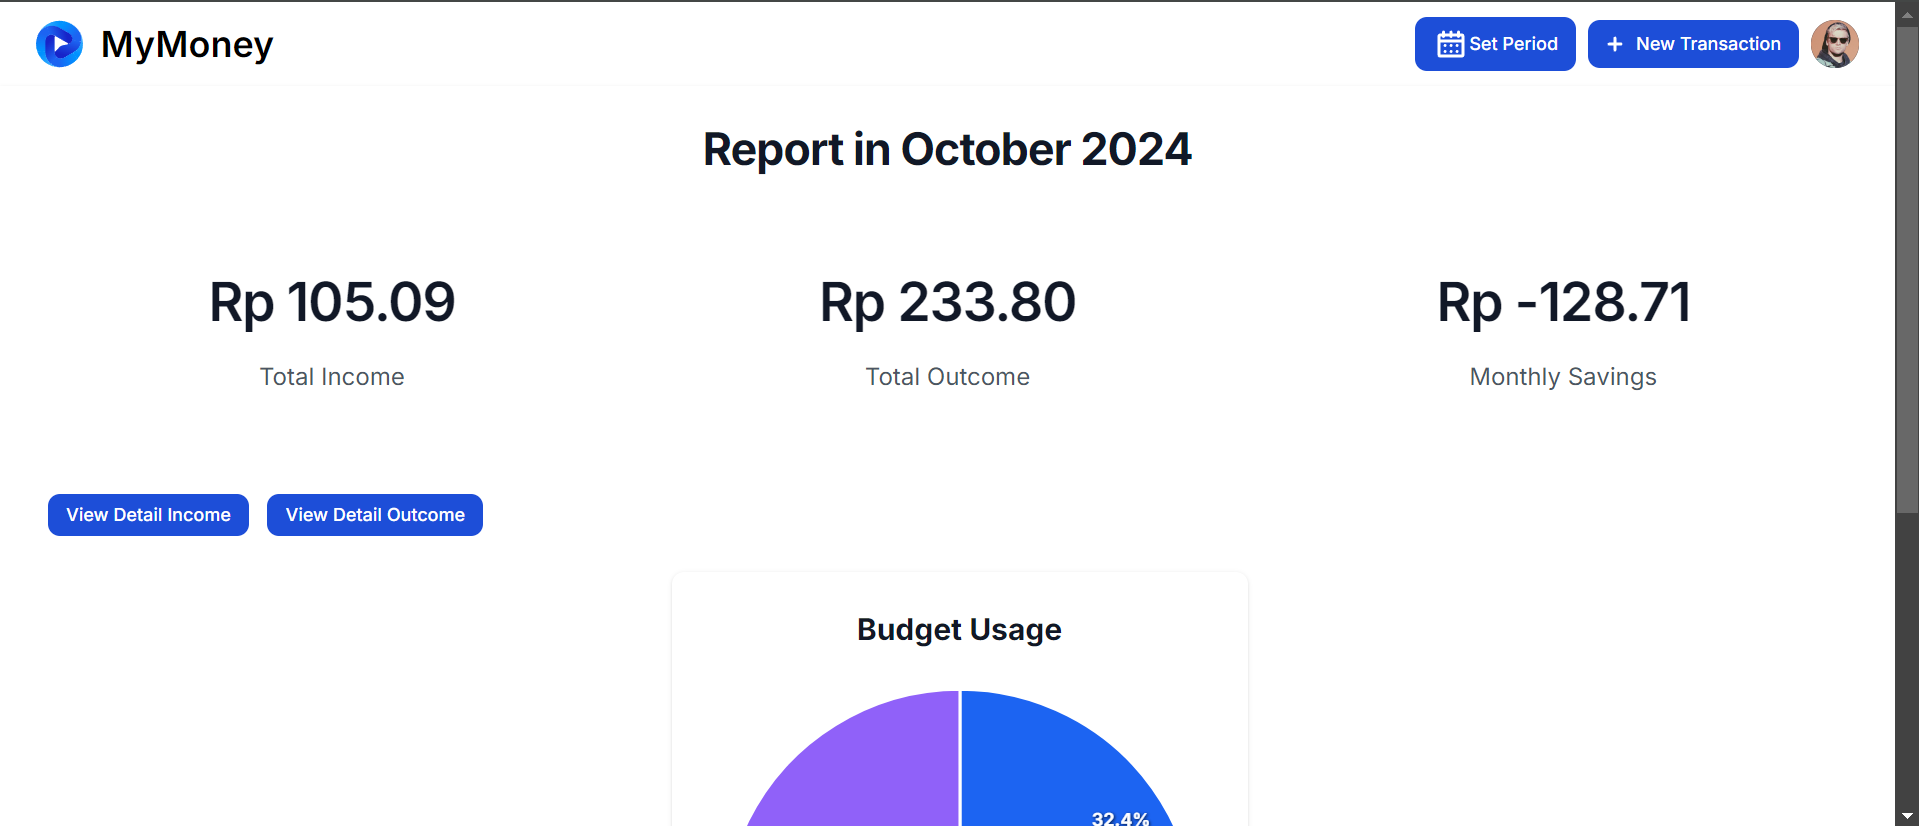 MyMoney
Set Period
+ New Transaction
Report in October 2024
Rp 105.09
Rp 233.80
Rp -128.71
Total Income
Total Outcome
Monthly Savings
View Detail Income
View Detail Outcome
Budget Usage
32.4%